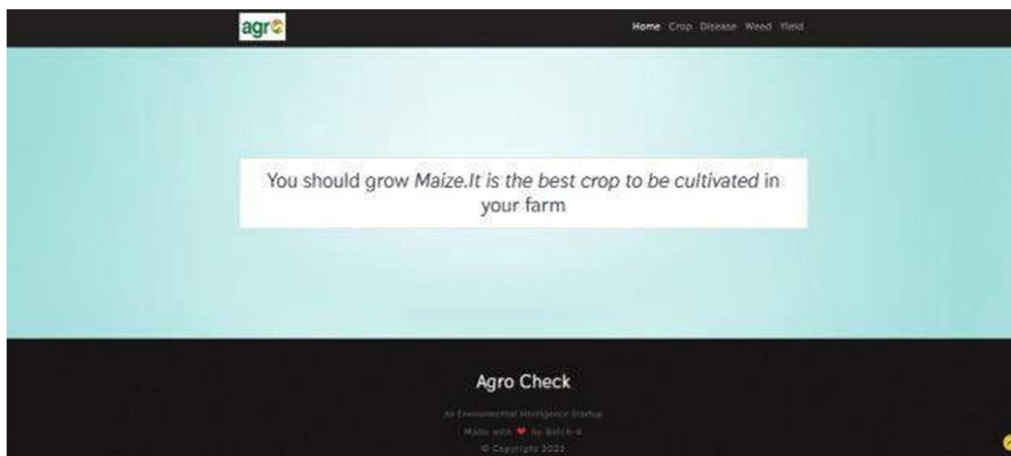 agro
Home Crop Disease Weed Yield
You should grow Maize.It is the best crop to be cultivated in
your farm
Agro Check
An Environmental Intelligence Startup
Made with ❤ by Batch-4
© Copyright 2023